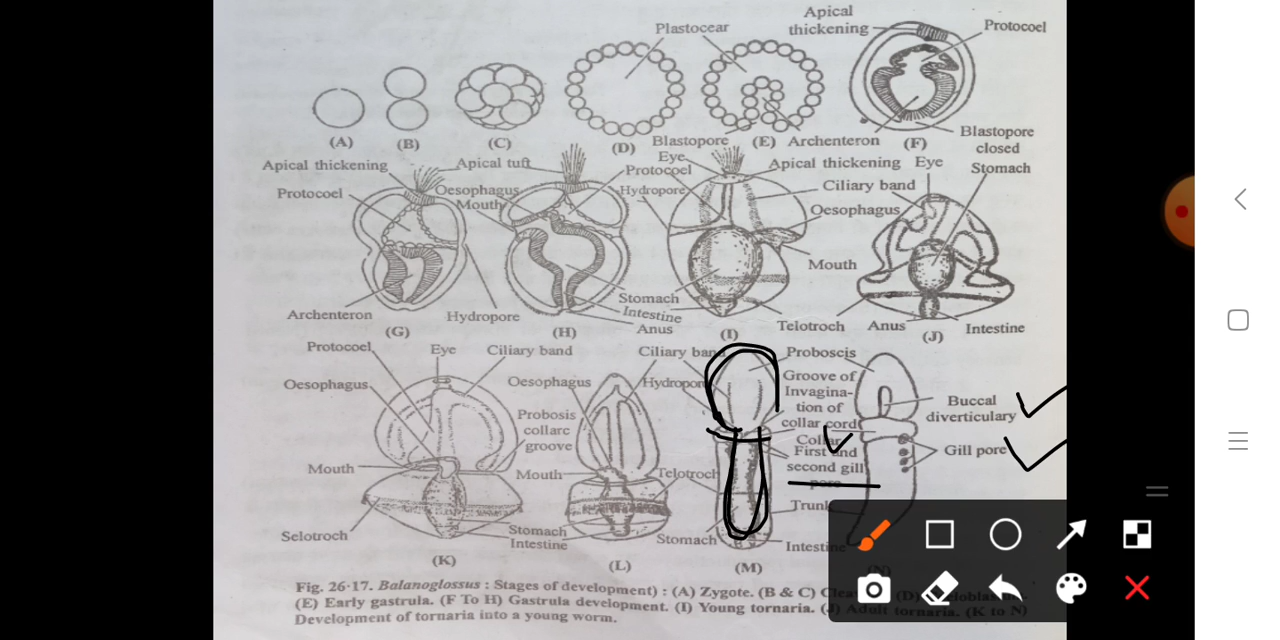 Apical
thickening
Protocoel
Plastocear
(A)
(B)
(C)
(D)
Blastopore
(E)
Archenteron
(F)
Blastopore
closed
Apical thickening
Apical tuft
Eye
Protocoel
Apical thickening
Eye
Stomach
Protocoel
Oesophagus
Mouth
Hydropore
Ciliary band
Oesophagus
Mouth
Archenteron
Hydropore
Stomach
Intestine
Anus
Telotroch
Anus
Intestine
(G)
(H)
(I)
(J)
Protocoel
Eye
Ciliary band
Ciliary band
Proboscis
Oesophagus
Oesophagus
Groove of
Invagina-
tion of
collar cord
Probosis
collarc
groove
Buccal
diverticulary
Collar
First and
second gill
pore
Gill pore
Mouth
Mouth
Telotroch
Trunk
Selotroch
Stomach
Intestine
Stomach
Intestine
(K)
(L)
(M)
Fig. 26·17. Balanoglossus : Stages of development) : (A) Zygote. (B & C)
(E) Early gastrula. (F To H) Gastrula development. (I) Young tornaria. (J) Adult tornaria. (K to N)
Development of tornaria into a young worm.